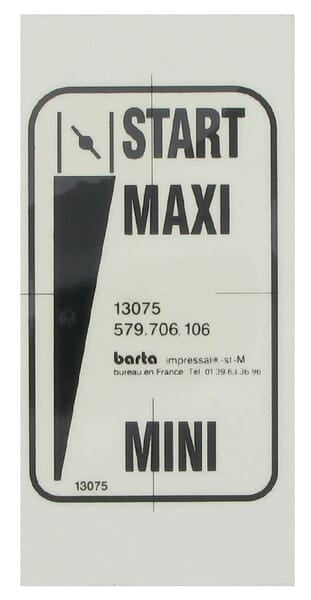 START
MAXI
13075
579.706.106
barta impressal® -st-M
bureau en France: Tél. 01 39 63 36 96
MINI
13075